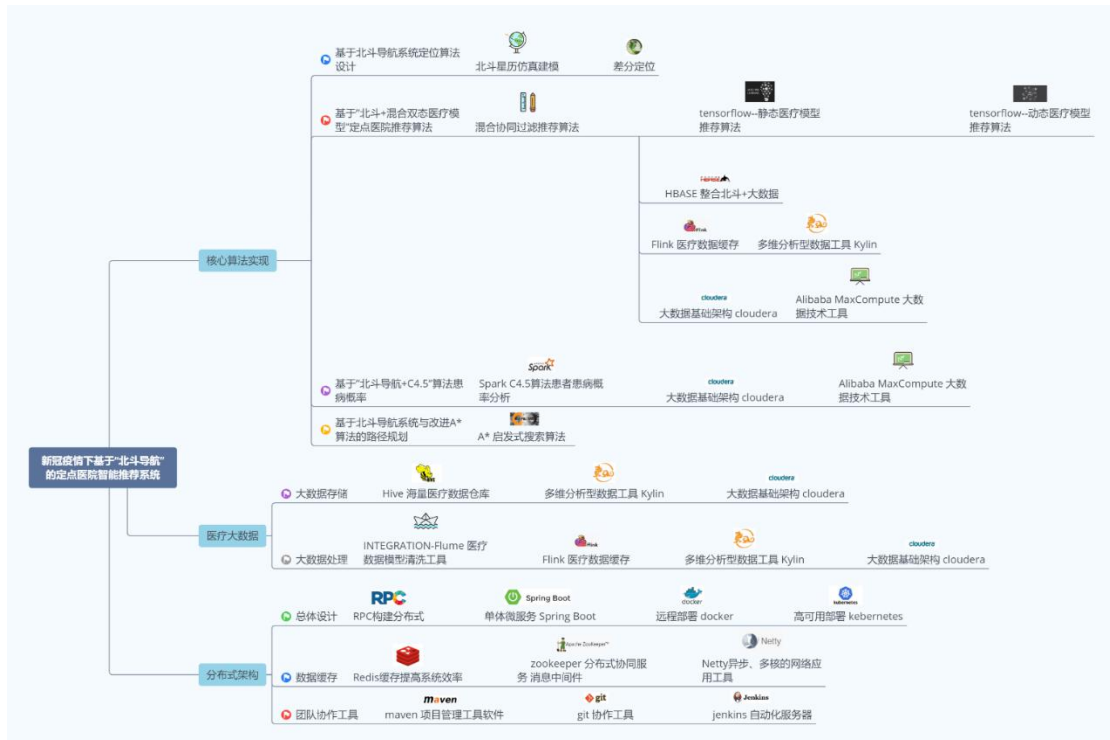 基于北斗导航系统定位算法
设计
北斗星历仿真建模
差分定位
基于“北斗+混合双态医疗模
型”定点医院推荐算法
混合协同过滤推荐算法
tensorflow--静态医疗模型
推荐算法
tensorflow--动态医疗模型
推荐算法
HBASE 整合北斗+大数据
Flink 医疗数据缓存
多维分析型数据工具 Kylin
核心算法实现
cloudera
大数据基础架构 cloudera
Alibaba MaxCompute 大数
据技术工具
基于“北斗导航+C4.5”算法患
病概率
Spark
Spark C4.5算法患者患病概
率分析
cloudera
大数据基础架构 cloudera
Alibaba MaxCompute 大数
据技术工具
基于北斗导航系统与改进A*
算法的路径规划
A* 启发式搜索算法
新冠疫情下基于“北斗导航”
的定点医院智能推荐系统
大数据存储
Hive 海量医疗数据仓库
多维分析型数据工具 Kylin
cloudera
大数据基础架构 cloudera
医疗大数据
大数据处理
INTEGRATION-Flume 医疗
数据模型清洗工具
Flink
Flink 医疗数据缓存
多维分析型数据工具 Kylin
cloudera
大数据基础架构 cloudera
总体设计
RPC
RPC构建分布式
Spring Boot
单体微服务 Spring Boot
docker
远程部署 docker
kubernetes
高可用部署 kebernetes
分布式架构
数据缓存
Redis缓存提高系统效率
Apache ZooKeeper™
zookeeper 分布式协同服
务 消息中间件
Netty
Netty异步、多核的网络应
用工具
团队协作工具
maven
maven 项目管理工具软件
git
git 协作工具
Jenkins
jenkins 自动化服务器